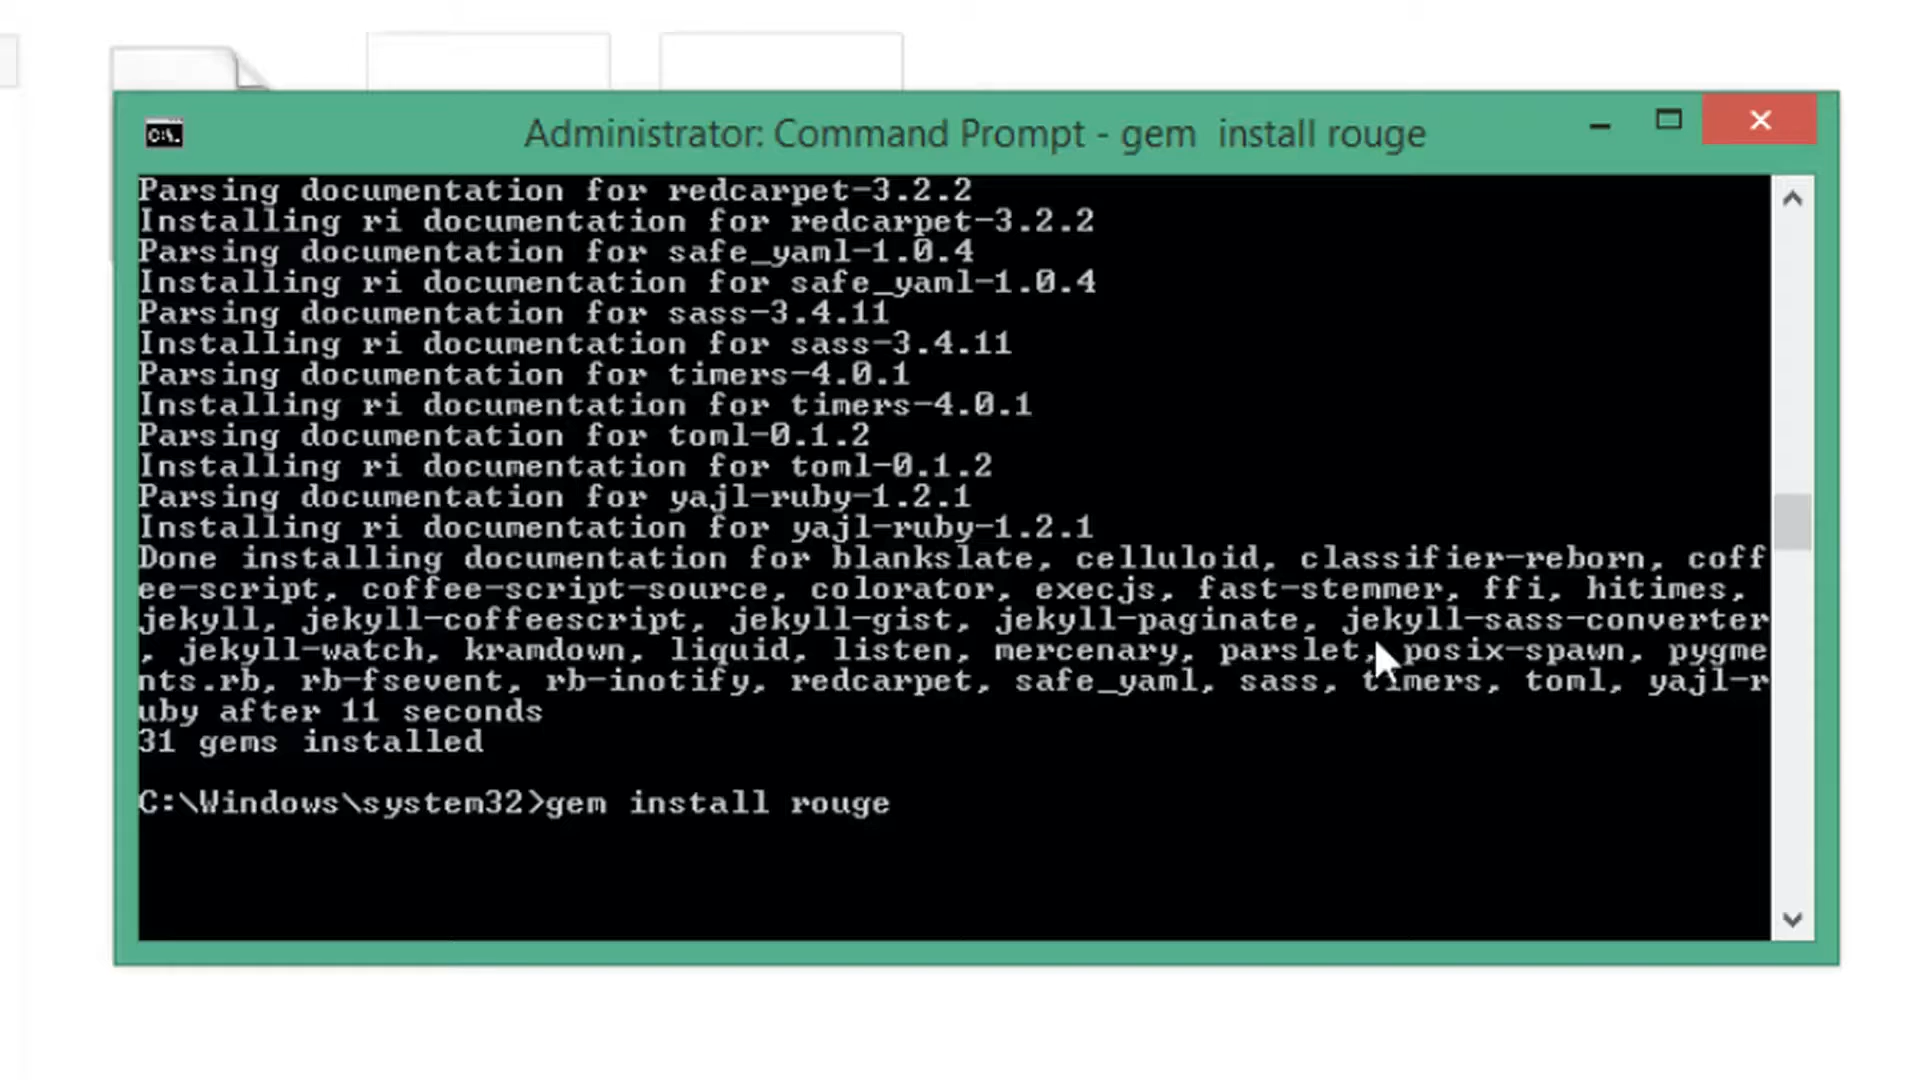 C:\.
Administrator: Command Prompt - gem  install rouge
Parsing documentation for redcarpet-3.2.2
Installing ri documentation for redcarpet-3.2.2
Parsing documentation for safe_yaml-1.0.4
Installing ri documentation for safe_yaml-1.0.4
Parsing documentation for sass-3.4.11
Installing ri documentation for sass-3.4.11
Parsing documentation for timers-4.0.1
Installing ri documentation for timers-4.0.1
Parsing documentation for toml-0.1.2
Installing ri documentation for toml-0.1.2
Parsing documentation for yajl-ruby-1.2.1
Installing ri documentation for yajl-ruby-1.2.1
Done installing documentation for blankslate, celluloid, classifier-reborn, coff
ee-script, coffee-script-source, colorator, execjs, fast-stemmer, ffi, hitimes,
jekyll, jekyll-coffeescript, jekyll-gist, jekyll-paginate, jekyll-sass-converter
, jekyll-watch, kramdown, liquid, listen, mercenary, parslet, posix-spawn, pygme
nts.rb, rb-fsevent, rb-inotify, redcarpet, safe_yaml, sass, timers, toml, yajl-r
uby after 11 seconds
31 gems installed
C:\Windows\system32>gem install rouge